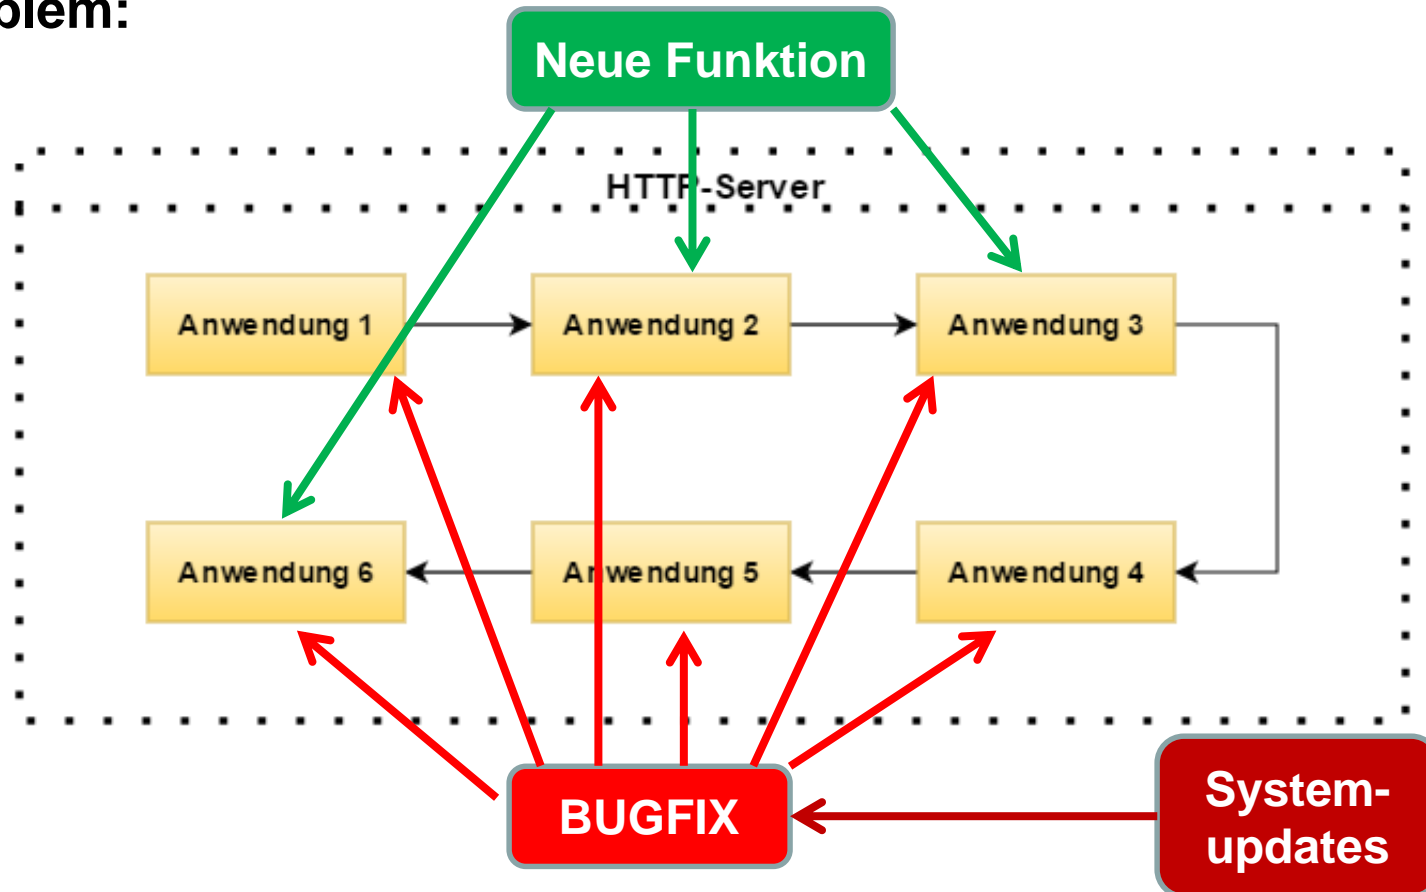 blem:
Neue Funktion
HTTP-Server
Anwendung 1
Anwendung 2
Anwendung 3
Anwendung 6
Anwendung 5
Anwendung 4
BUGFIX
System-
updates